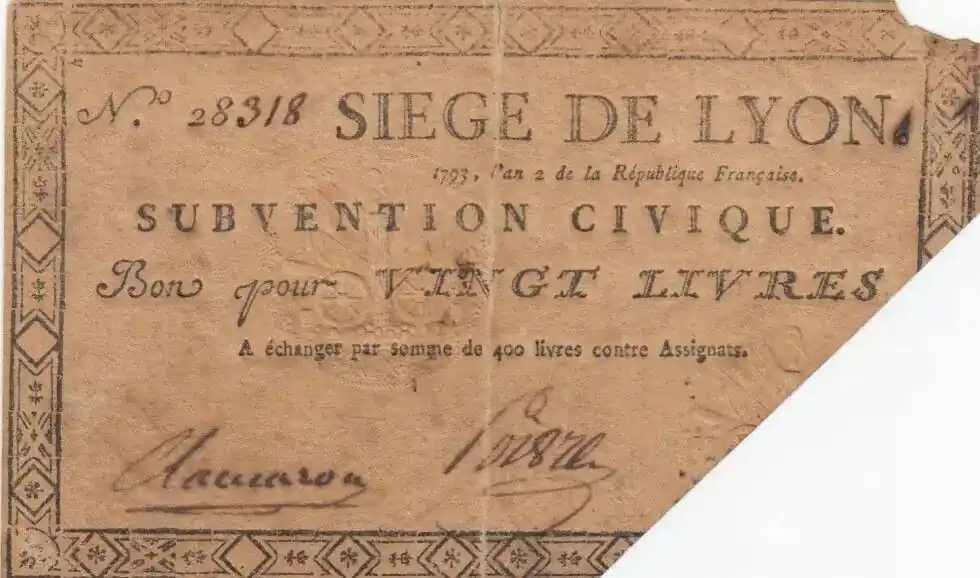 N.º 28318 SIEGE DE LYON.
1793, l'an 2 de la République Française.
SUBVENTION CIVIQUE.
Bon pour VINGT LIVRES
A échanger par somme de 400 livres contre Assignats.